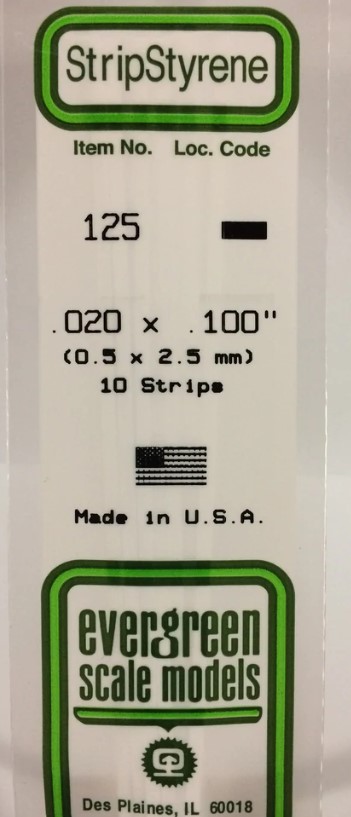 StripStyrene
Item No. Loc. Code
125
.020 x .100"
(0.5 x 2.5 mm)
10 Strips
Made in U.S.A.
evergreen
scale models
Des Plaines, IL 60018